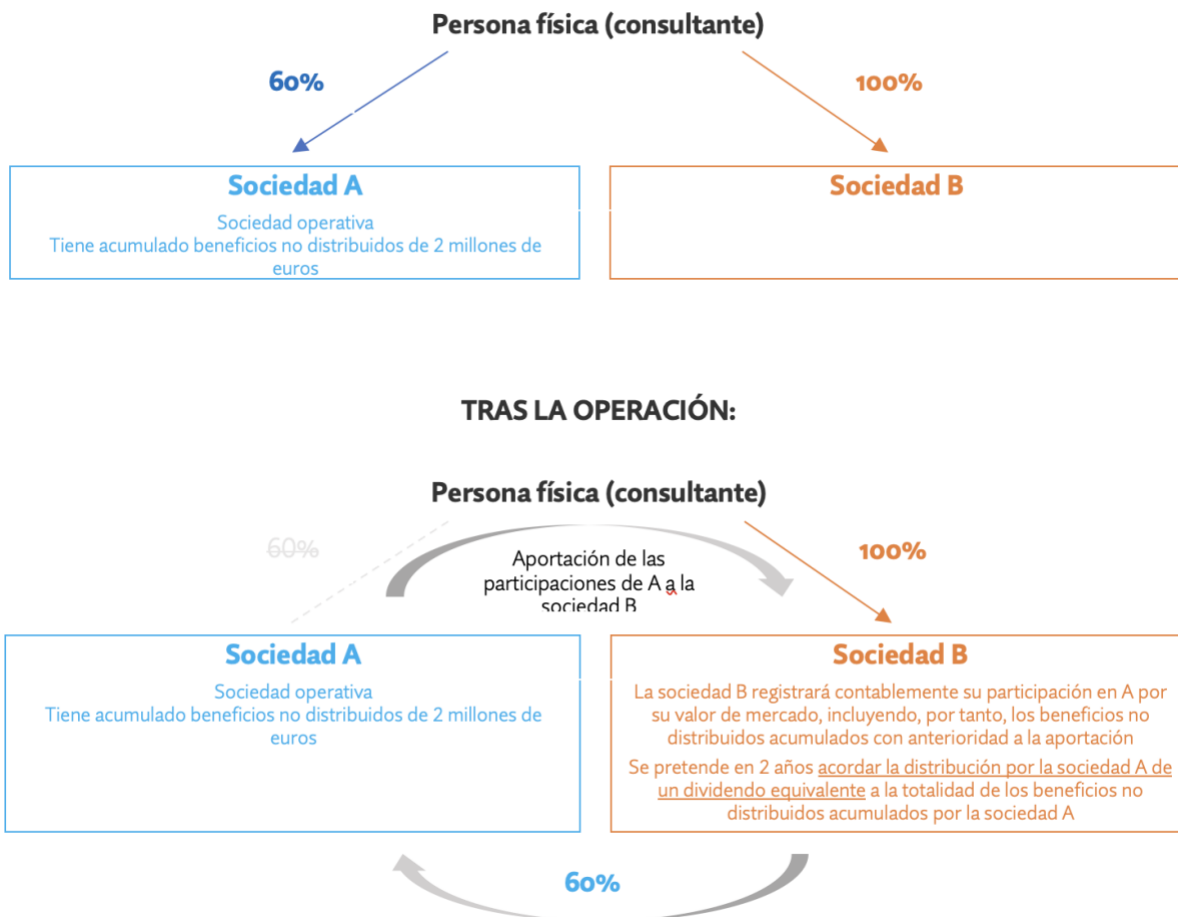 Persona física (consultante)
60%
100%
Sociedad A
Sociedad operativa
Tiene acumulado beneficios no distribuidos de 2 millones de
euros
Sociedad B
TRAS LA OPERACIÓN:
Persona física (consultante)
60%
Aportación de las
participaciones de A a la
sociedad B
100%
Sociedad A
Sociedad operativa
Tiene acumulado beneficios no distribuidos de 2 millones de
euros
Sociedad B
La sociedad B registrará contablemente su participación en A por
su valor de mercado, incluyendo, por tanto, los beneficios no
distribuidos acumulados con anterioridad a la aportación
Se pretende en 2 años acordar la distribución por la sociedad A de
un dividendo equivalente a la totalidad de los beneficios no
distribuidos acumulados por la sociedad A
60%